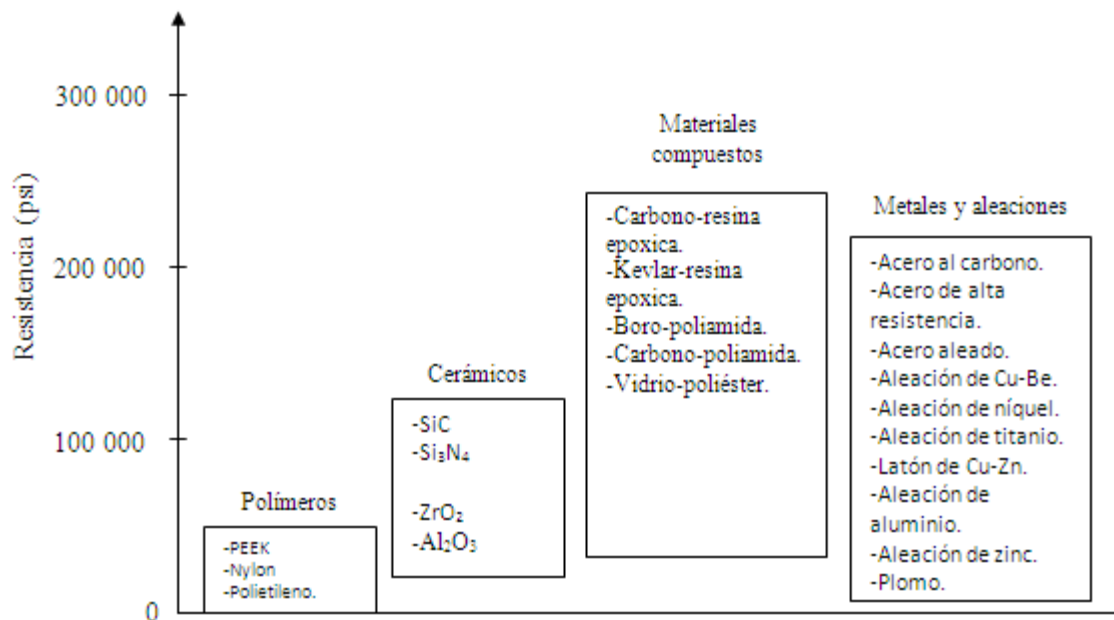 Resistencia (psi)
300 000
200 000
100 000
0
Polímeros
-PEEK
-Nylon
-Polietileno.
Cerámicos
-SiC
-Si₃N₄
-ZrO₂
-Al₂O₃
Materiales
compuestos
-Carbono-resina
epoxica.
-Kevlar-resina
epoxica.
-Boro-poliamida.
-Carbono-poliamida.
-Vidrio-poliéster.
Metales y aleaciones
-Acero al carbono.
-Acero de alta
resistencia.
-Acero aleado.
-Aleación de Cu-Be.
-Aleación de níquel.
-Aleación de titanio.
-Latón de Cu-Zn.
-Aleación de
aluminio.
-Aleación de zinc.
-Plomo.